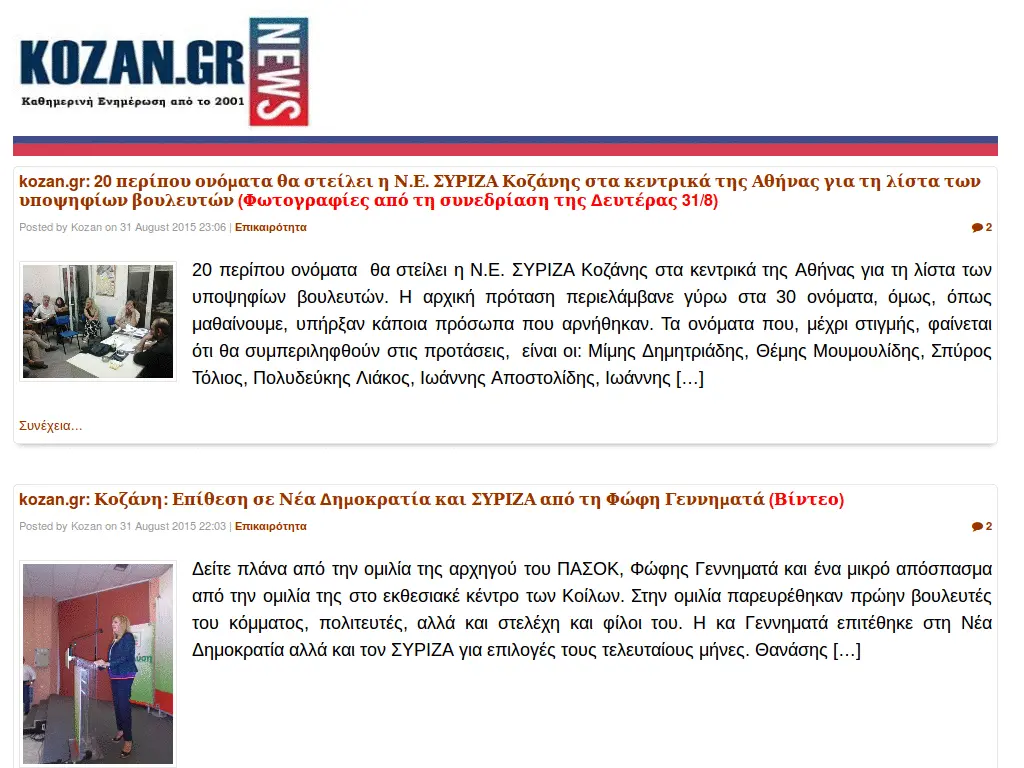 KOZAN.GR
NEWS
Καθημερινή Ενημέρωση από το 2001
kozan.gr: 20 περίπου ονόματα θα στείλει η Ν.Ε. ΣΥΡΙΖΑ Κοζάνης στα κεντρικά της Αθήνας για τη λίστα των
υποψηφίων βουλευτών (Φωτογραφίες από τη συνεδρίαση της Δευτέρας 31/8)
Posted by Kozan on 31 August 2015 23:06 | Επικαιρότητα 2
20 περίπου ονόματα θα στείλει η Ν.Ε. ΣΥΡΙΖΑ Κοζάνης στα κεντρικά της Αθήνας για τη λίστα των
υποψηφίων βουλευτών. Η αρχική πρόταση περιελάμβανε γύρω στα 30 ονόματα, όμως, όπως
μαθαίνουμε, υπήρξαν κάποια πρόσωπα που αρνήθηκαν. Τα ονόματα που, μέχρι στιγμής, φαίνεται
ότι θα συμπεριληφθούν στις προτάσεις, είναι οι: Μίμης Δημητριάδης, Θέμης Μουμουλίδης, Σπύρος
Τόλιος, Πολυδεύκης Λιάκος, Ιωάννης Αποστολίδης, Ιωάννης […]
Συνέχεια…
kozan.gr: Κοζάνη: Επίθεση σε Νέα Δημοκρατία και ΣΥΡΙΖΑ από τη Φώφη Γεννηματά (Βίντεο)
Posted by Kozan on 31 August 2015 22:03 | Επικαιρότητα 2
Δείτε πλάνα από την ομιλία της αρχηγού του ΠΑΣΟΚ, Φώφης Γεννηματά και ένα μικρό απόσπασμα
από την ομιλία της στο εκθεσιακό κέντρο των Κοίλων. Στην ομιλία παρευρέθηκαν πρώην βουλευτές
του κόμματος, πολιτευτές, αλλά και στελέχη και φίλοι του. Η κα Γεννηματά επιτέθηκε στη Νέα
Δημοκρατία αλλά και τον ΣΥΡΙΖΑ για επιλογές τους τελευταίους μήνες. Θανάσης […]